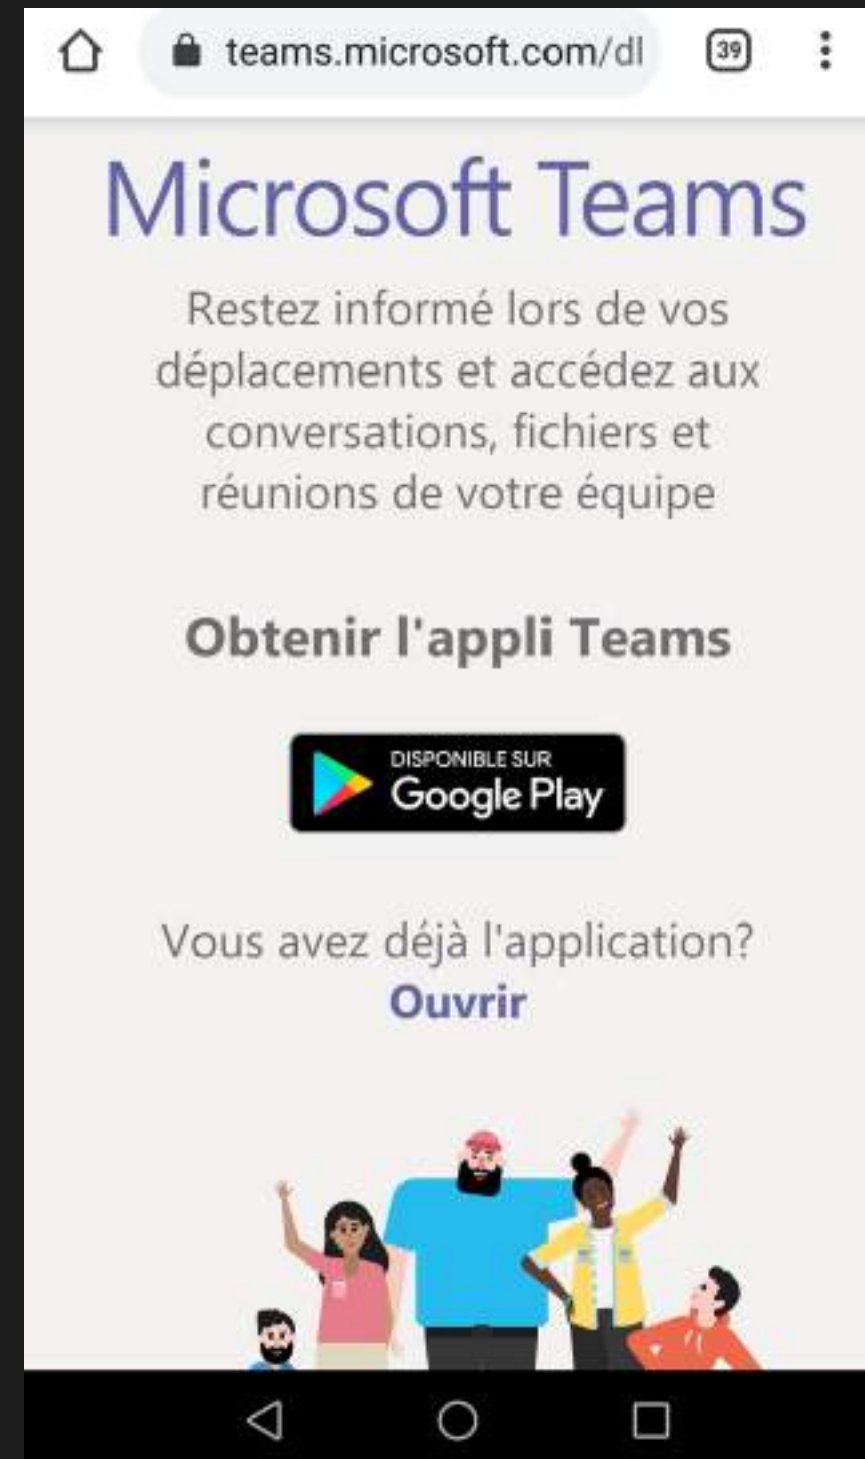 teams.microsoft.com/dl
39
Microsoft Teams
Restez informé lors de vos
déplacements et accédez aux
conversations, fichiers et
réunions de votre équipe
Obtenir l'appli Teams
DISPONIBLE SUR
Google Play
Vous avez déjà l'application?
Ouvrir